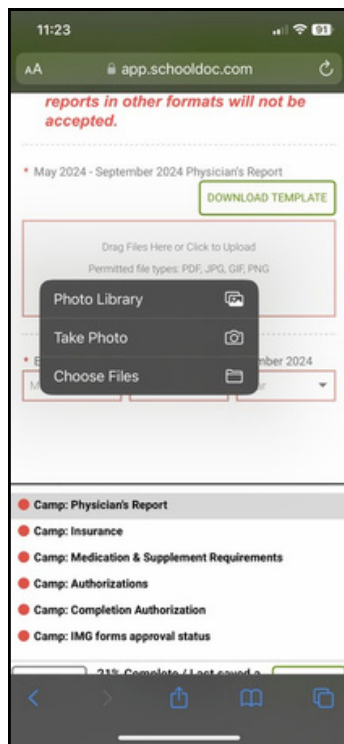 11:23
91
AA app.schooldoc.com
reports in other formats will not be
accepted.
* May 2024 - September 2024 Physician's Report
DOWNLOAD TEMPLATE
Drag Files Here or Click to Upload
Permitted file types: PDF, JPG, GIF, PNG
Photo Library
Take Photo
Choose Files
2024
Camp: Physician's Report
Camp: Insurance
Camp: Medication & Supplement Requirements
Camp: Authorizations
Camp: Completion Authorization
Camp: IMG forms approval status
21% Complete / Last saved a